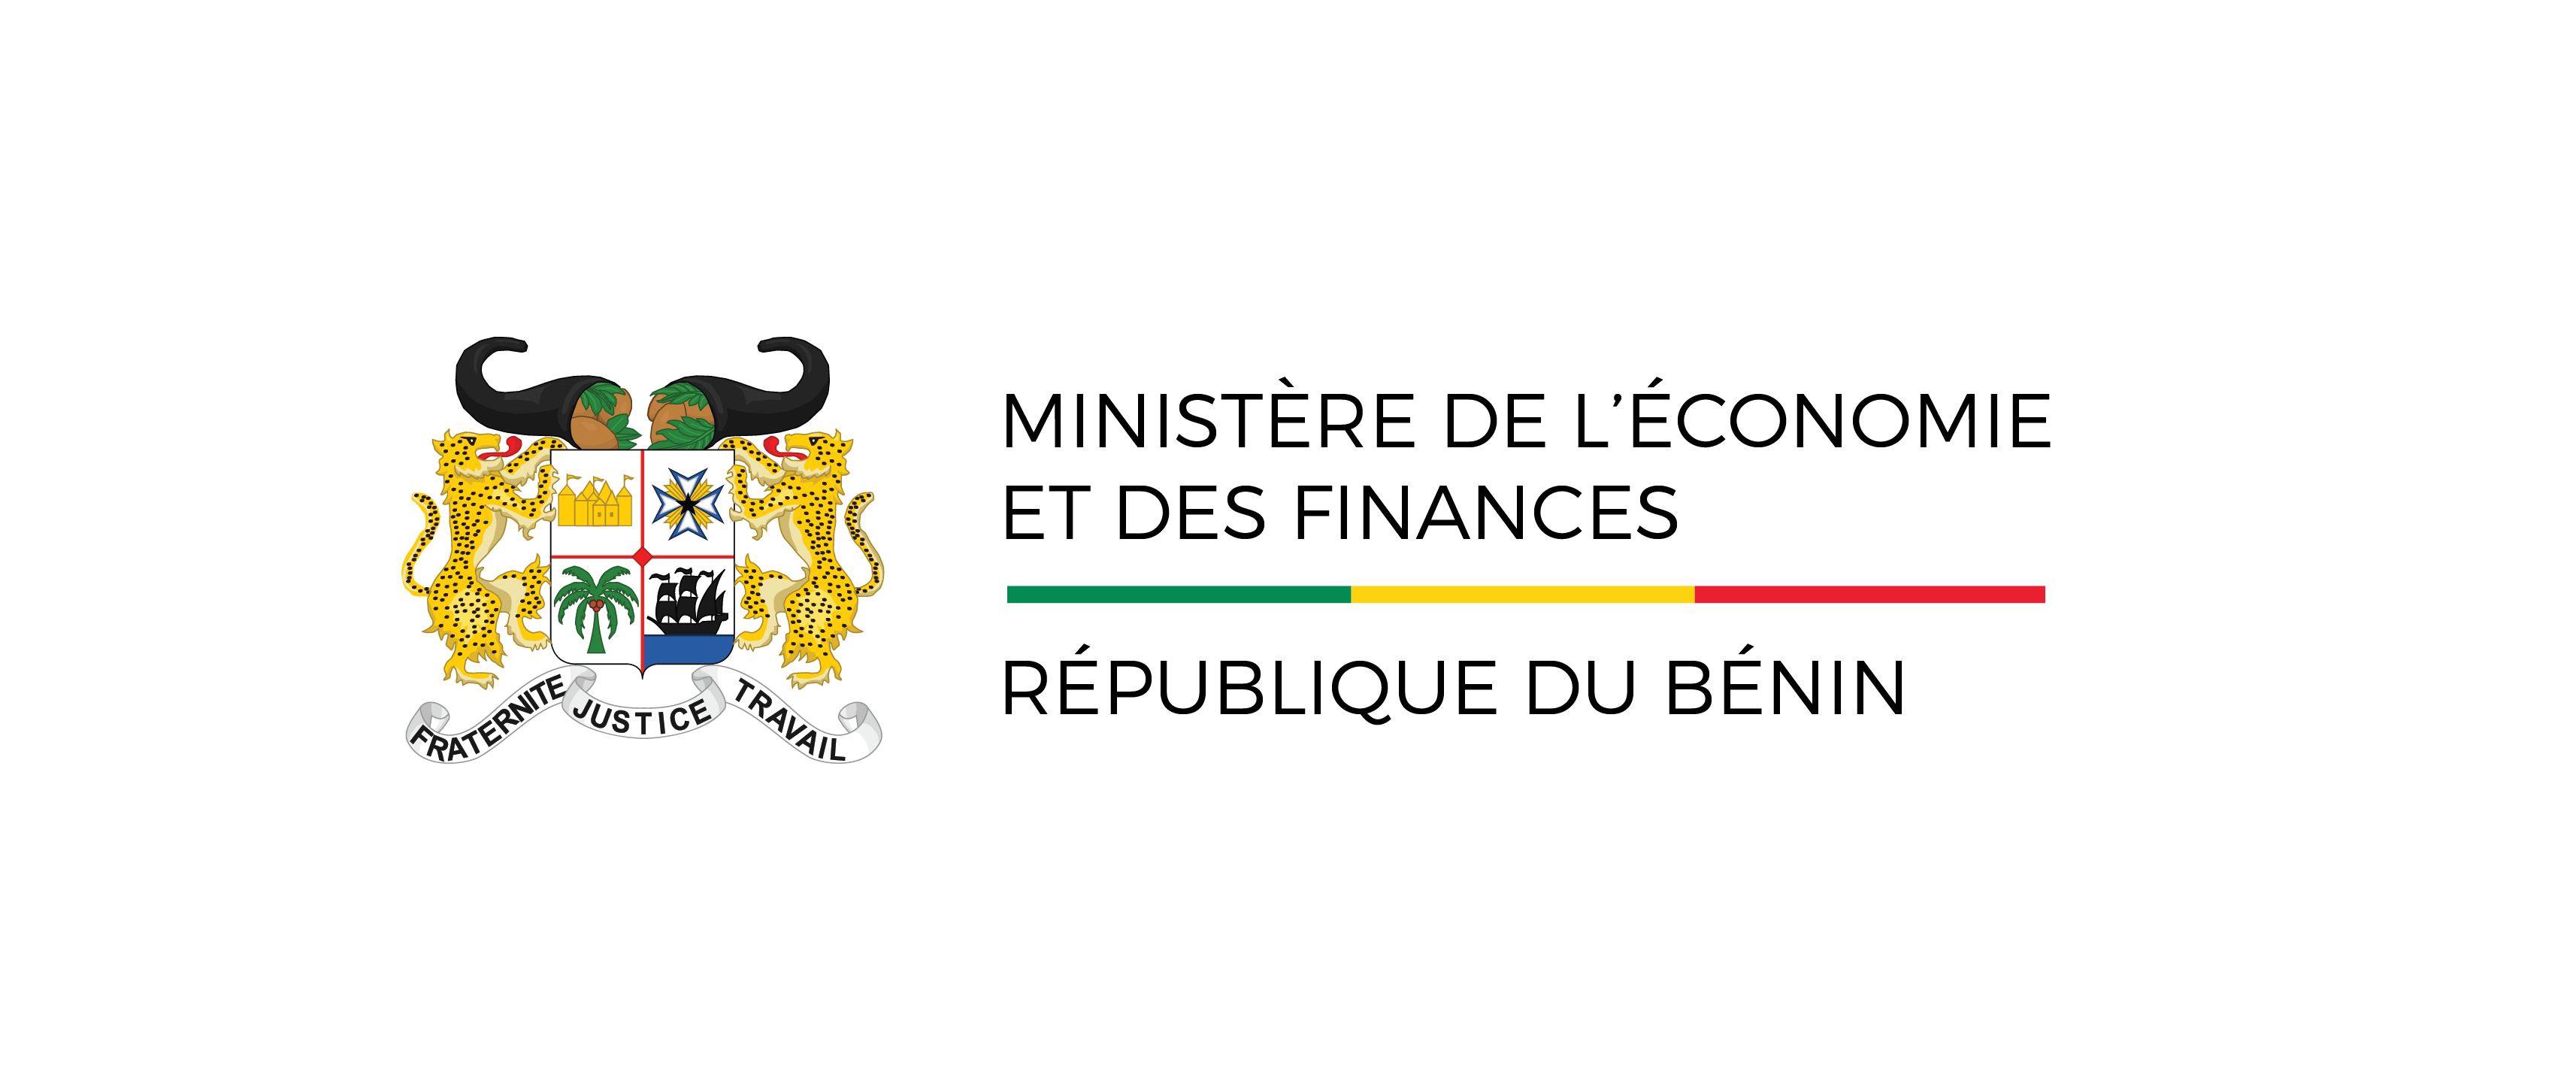 FRATERNITE JUSTICE TRAVAIL
MINISTÈRE DE L’ÉCONOMIE
ET DES FINANCES
RÉPUBLIQUE DU BÉNIN